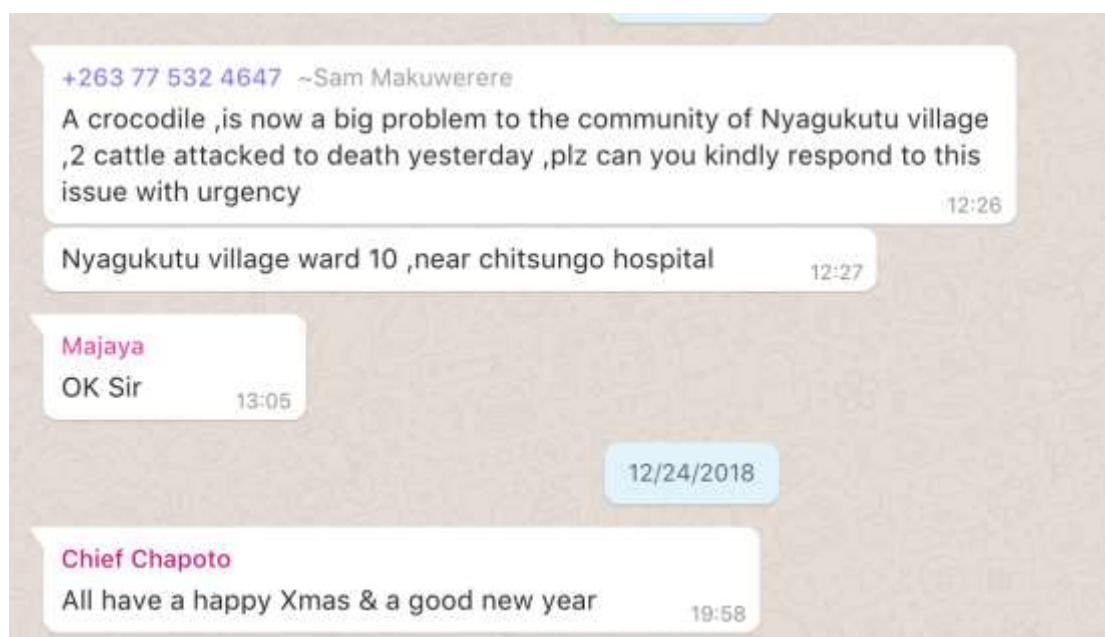 +263 77 532 4647 ~Sam Makuwerere
A crocodile ,is now a big problem to the community of Nyagukutu village
,2 cattle attacked to death yesterday ,plz can you kindly respond to this
issue with urgency
12:26
Nyagukutu village ward 10 ,near chitsungo hospital
12:27
Majaya
OK Sir
13:05
12/24/2018
Chief Chapoto
All have a happy Xmas & a good new year
19:58